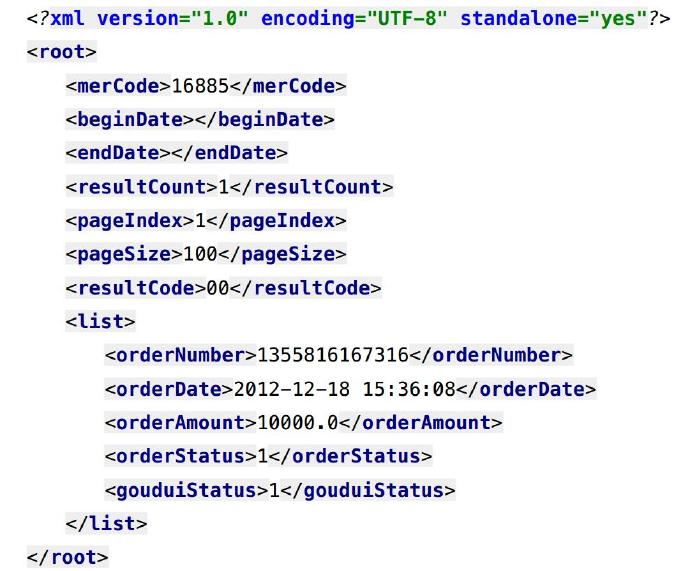 <?xml version="1.0" encoding="UTF-8" standalone="yes"?>
<root>
<merCode>16885</merCode>
<beginDate></beginDate>
<endDate></endDate>
<resultCount>1</resultCount>
<pageIndex>1</pageIndex>
<pageSize>100</pageSize>
<resultCode>00</resultCode>
<list>
<orderNumber>1355816167316</orderNumber>
<orderDate>2012-12-18 15:36:08</orderDate>
<orderAmount>10000.0</orderAmount>
<orderStatus>1</orderStatus>
<gouduiStatus>1</gouduiStatus>
</list>
</root>